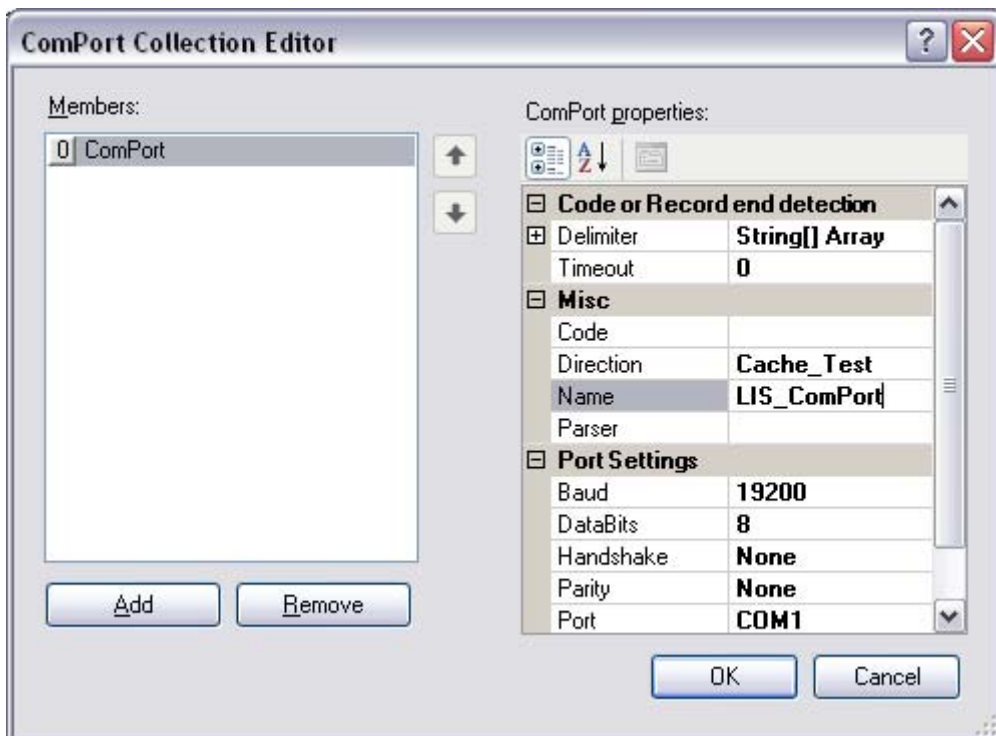 ComPort Collection Editor
Members:
0 ComPort
Add Remove
ComPort properties:
Code or Record end detection
Delimiter String[] Array
Timeout 0
Misc
Code
Direction Cache_Test
Name LIS_ComPort
Parser
Port Settings
Baud 19200
DataBits 8
Handshake None
Parity None
Port COM1
OK Cancel